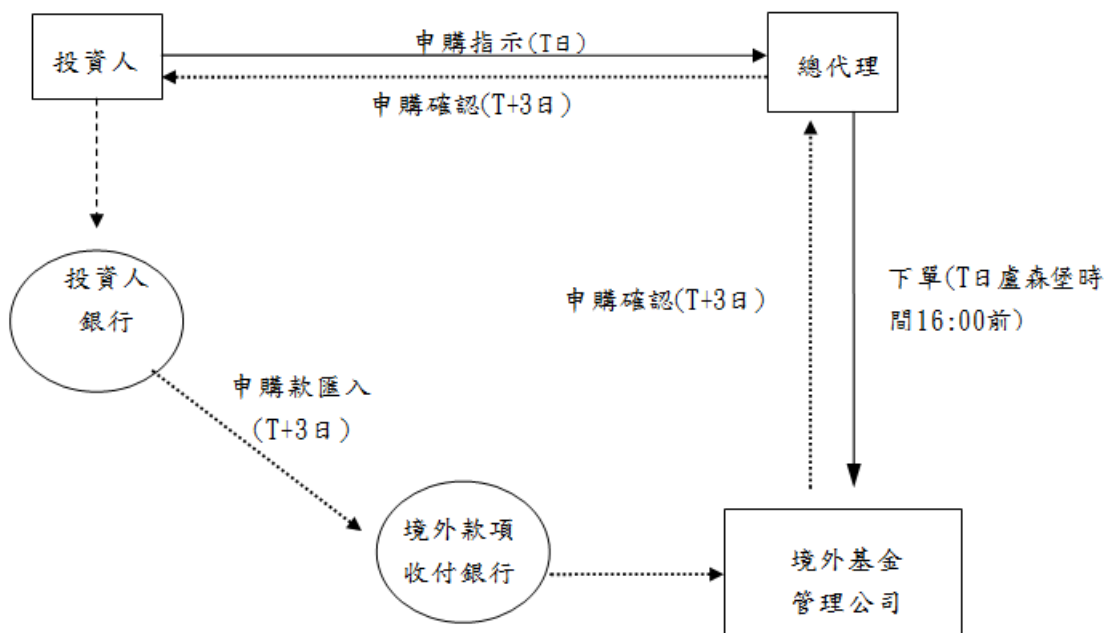 申購指示(T日)
投資人
總代理
申購確認(T+3日)
投資人
銀行
申購確認(T+3日)
下單(T日盧森堡時
間16:00前)
申購款匯入
(T+3日)
境外款項
收付銀行
境外基金
管理公司